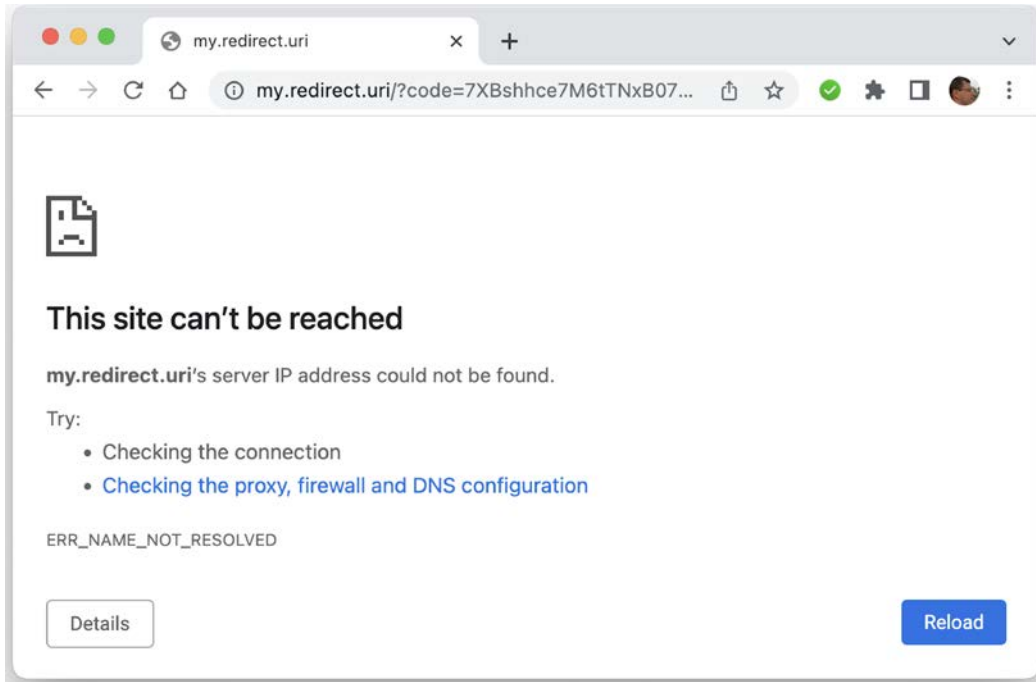 my.redirect.uri
my.redirect.uri/?code=7XBshhce7M6tTNxB07...
This site can’t be reached
my.redirect.uri’s server IP address could not be found.
Try:
• Checking the connection
• Checking the proxy, firewall and DNS configuration
ERR_NAME_NOT_RESOLVED
Details
Reload